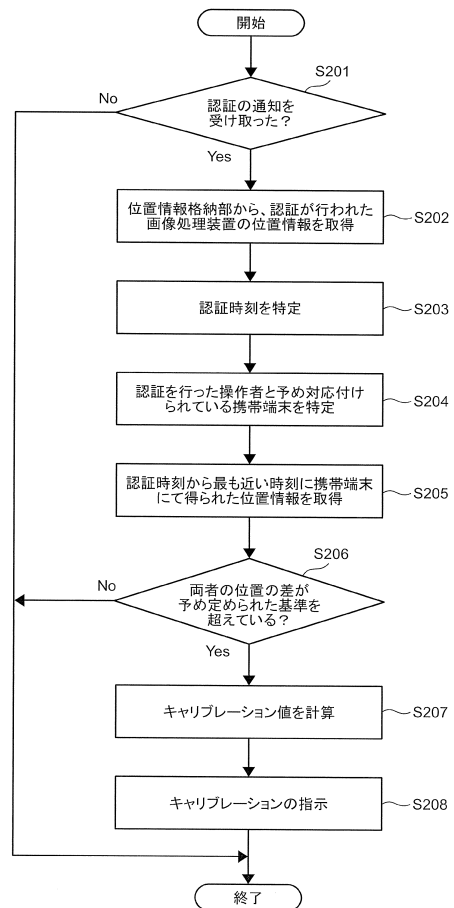 開始
S201
認証の通知を
受け取った？
No
Yes
位置情報格納部から、認証が行われた
画像処理装置の位置情報を取得
S202
認証時刻を特定
S203
認証を行った操作者と予め対応付け
られている携帯端末を特定
S204
認証時刻から最も近い時刻に携帯端末
にて得られた位置情報を取得
S205
S206
両者の位置の差が
予め定められた基準を
超えている？
No
Yes
キャリブレーション値を計算
S207
キャリブレーションの指示
S208
終了